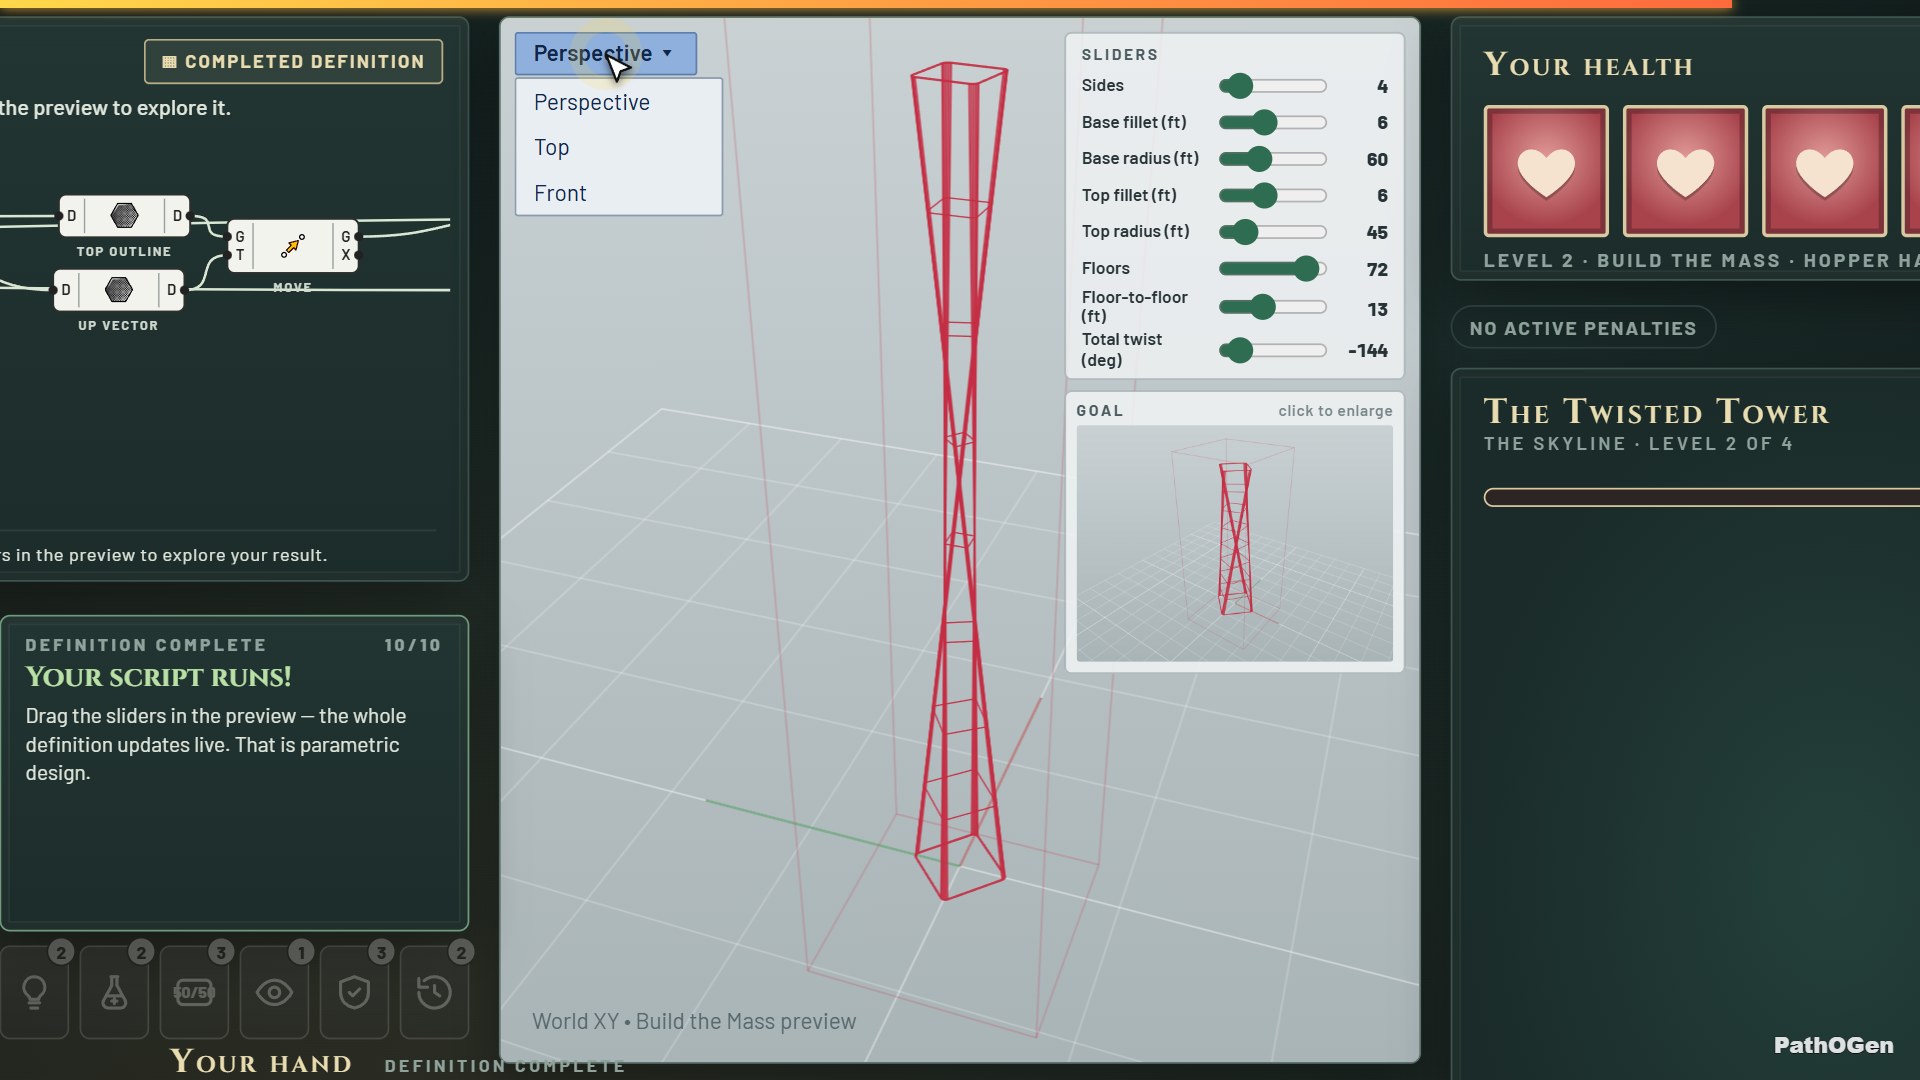 ▦ COMPLETED DEFINITION
the preview to explore it.
D D
TOP OUTLINE
G G
T X
MOVE
D D
UP VECTOR
s in the preview to explore your result.
DEFINITION COMPLETE 10/10
YOUR SCRIPT RUNS!
Drag the sliders in the preview — the whole
definition updates live. That is parametric
design.
2 2 3 1 3 2
50/50
YOUR HAND DEFINITION COMPLETE
Perspective
Perspective
Top
Front
SLIDERS
Sides 4
Base fillet (ft) 6
Base radius (ft) 60
Top fillet (ft) 6
Top radius (ft) 45
Floors 72
Floor-to-floor
(ft) 13
Total twist
(deg) -144
GOAL click to enlarge
World XY • Build the Mass preview
YOUR HEALTH
LEVEL 2 · BUILD THE MASS · HOPPER HA
NO ACTIVE PENALTIES
THE TWISTED TOWER
THE SKYLINE · LEVEL 2 OF 4
PathOGen